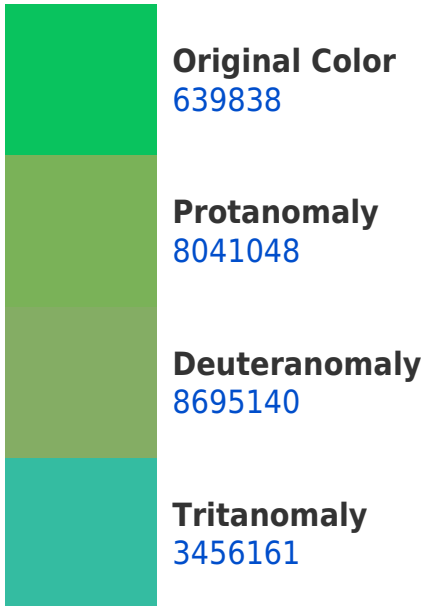 Original Color
639838
Protanomaly
8041048
Deuteranomaly
8695140
Tritanomaly
3456161